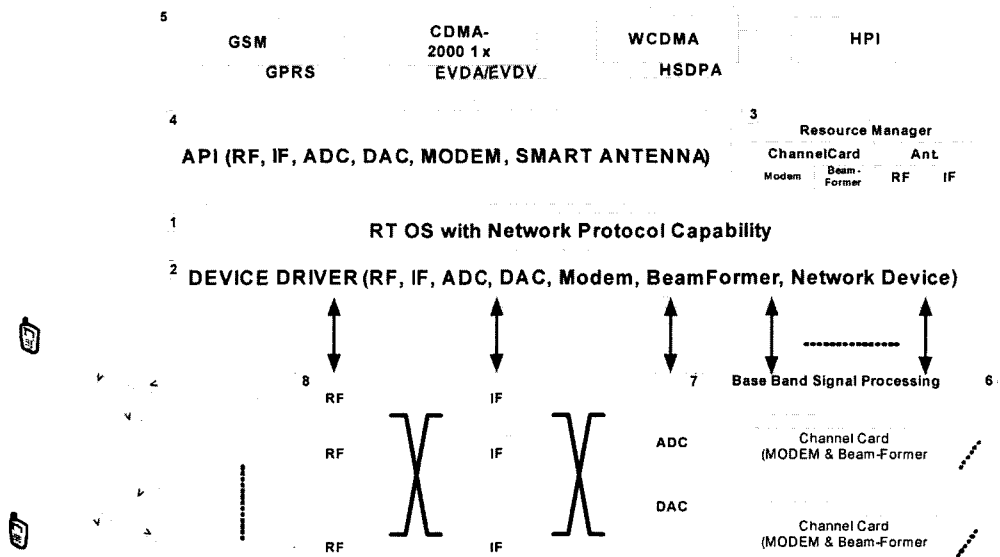 5
GSM
GPRS
CDMA-
2000 1x
EVDA/EVDV
WCDMA
HSDPA
HPI
4
API (RF, IF, ADC, DAC, MODEM, SMART ANTENNA)
3
Resource Manager
ChannelCard
Ant.
Modem
Beam-
Former
RF
IF
1
RT OS with Network Protocol Capability
2
DEVICE DRIVER (RF, IF, ADC, DAC, Modem, BeamFormer, Network Device)
8
RF
IF
7
Base Band Signal Processing
6
RF
IF
ADC
Channel Card
(MODEM & Beam-Former
DAC
RF
IF
Channel Card
(MODEM & Beam-Former